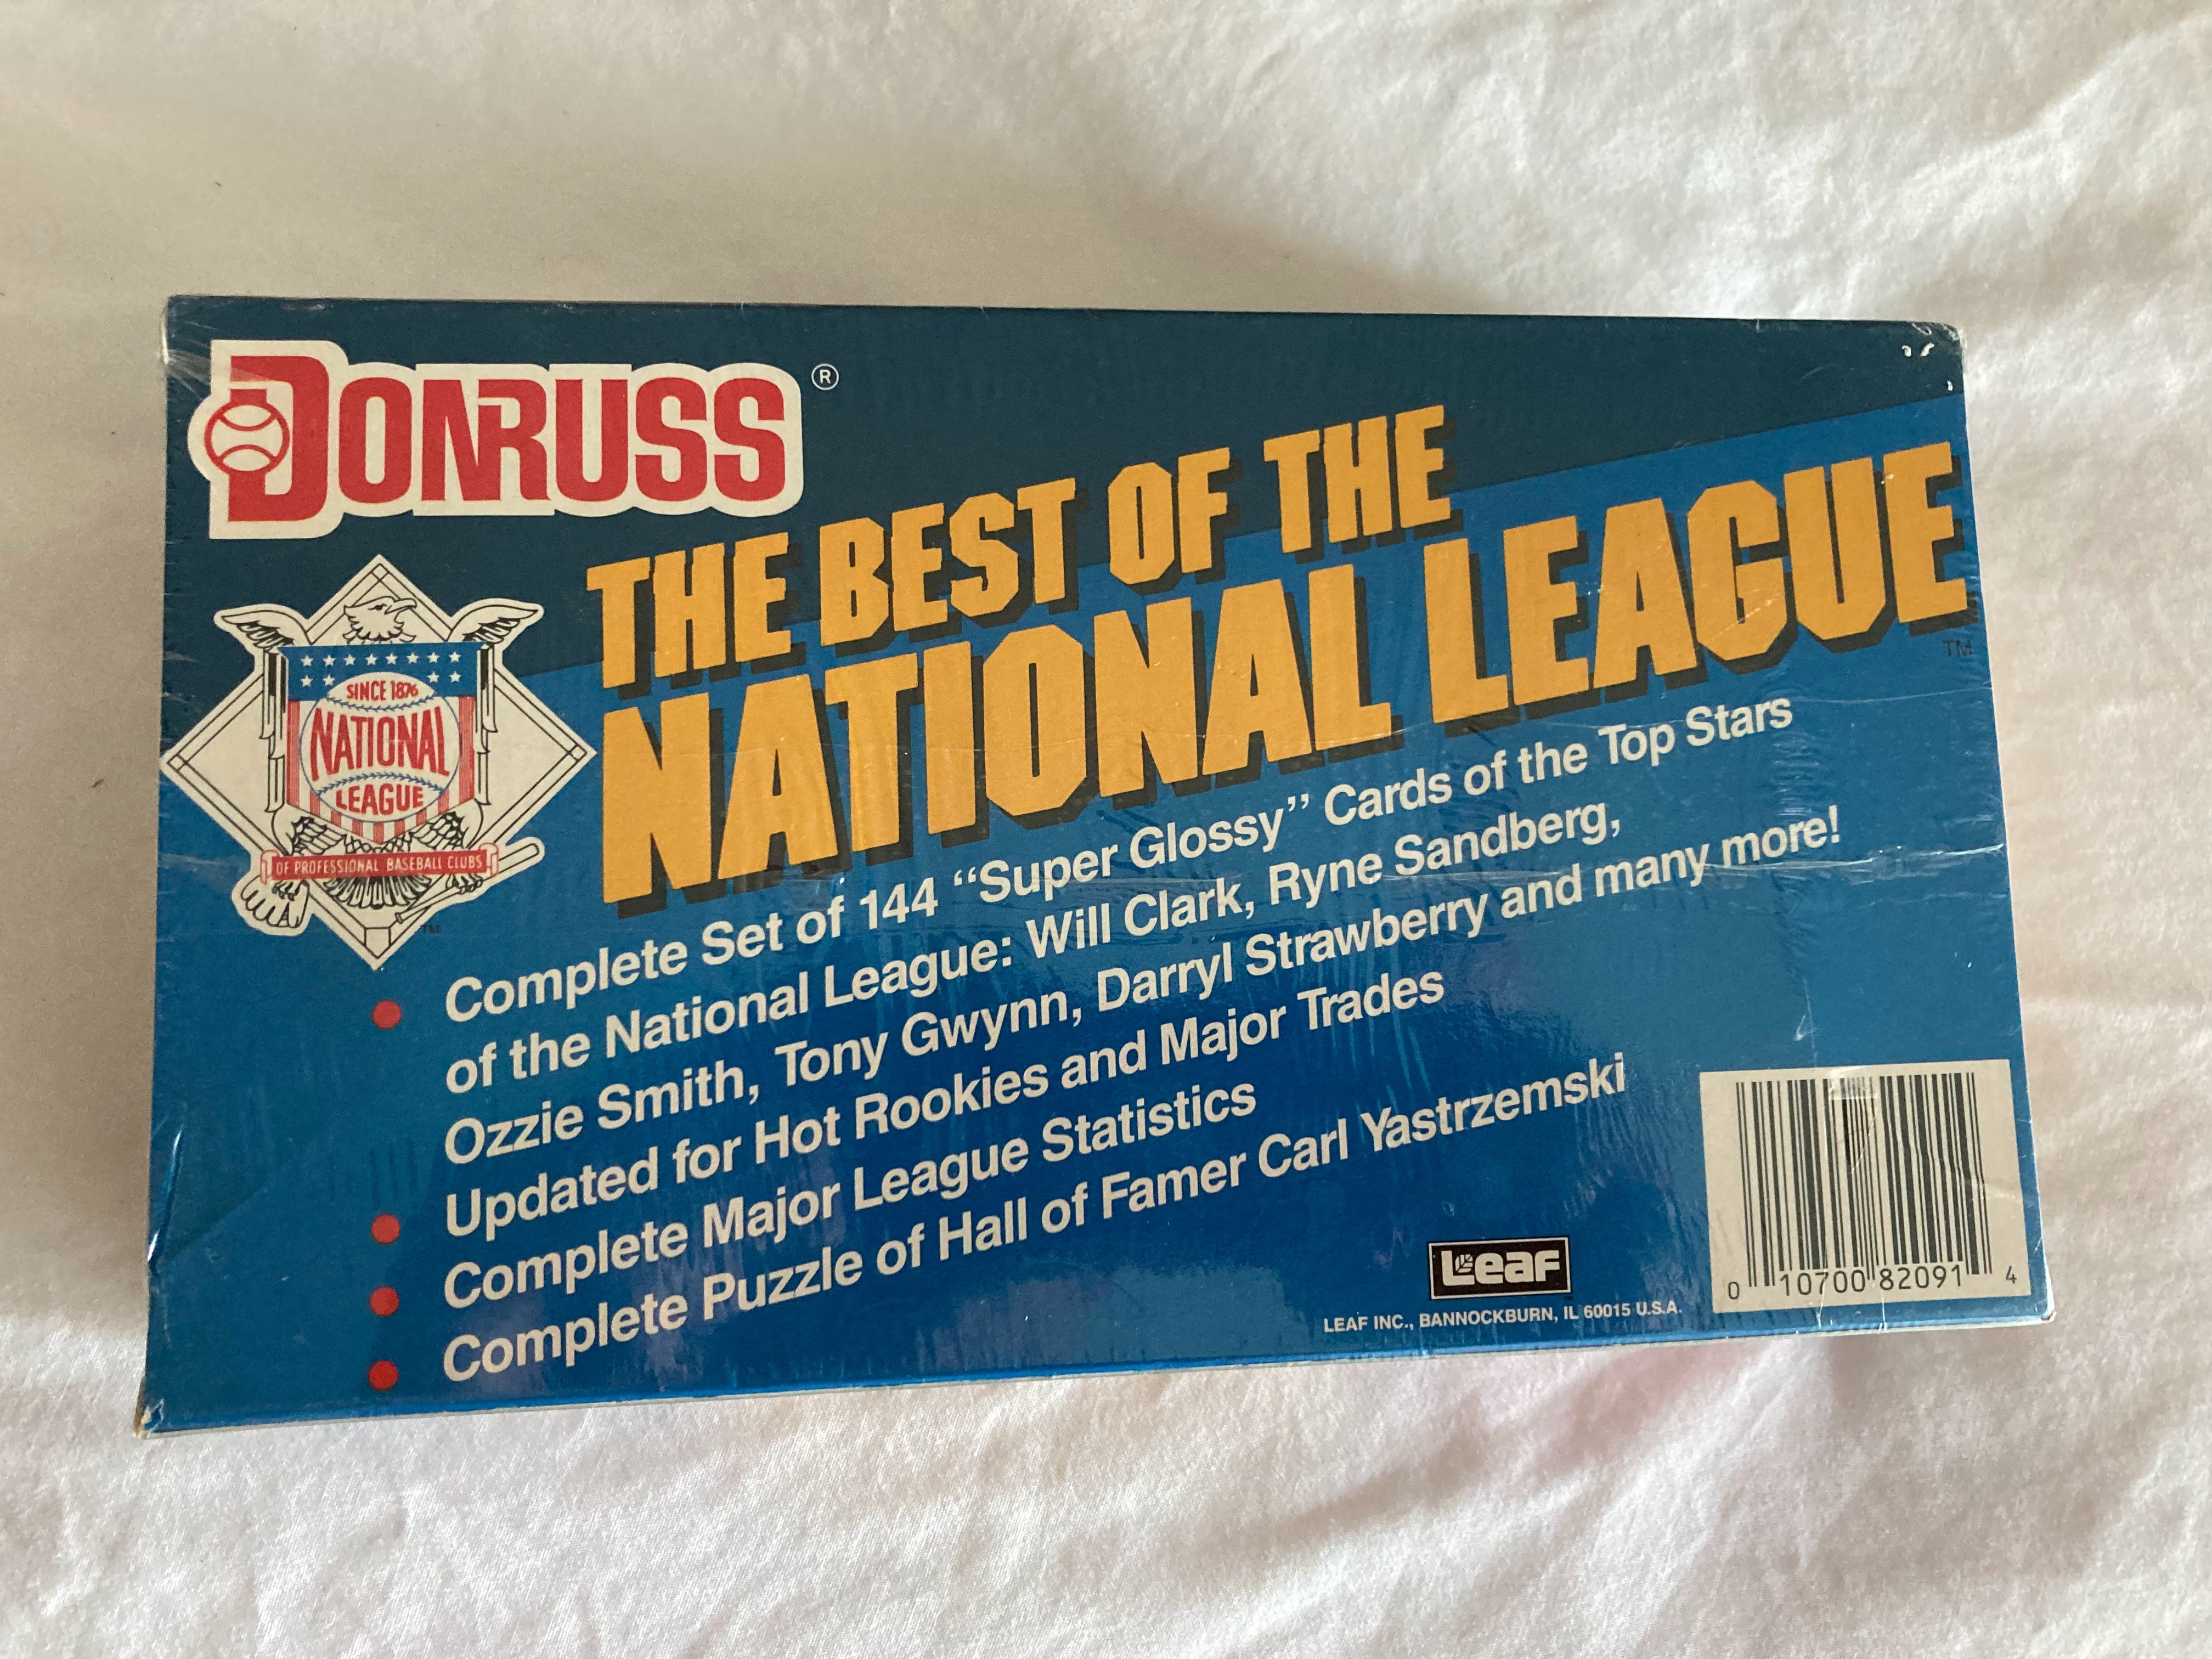 DONRUSS ®
THE BEST OF THE
NATIONAL LEAGUE
TM
SINCE 1876
NATIONAL
LEAGUE
OF PROFESSIONAL BASEBALL CLUBS
TM
• Complete Set of 144 “Super Glossy” Cards of the Top Stars
of the National League: Will Clark, Ryne Sandberg,
Ozzie Smith, Tony Gwynn, Darryl Strawberry and many more!
• Updated for Hot Rookies and Major Trades
• Complete Major League Statistics
• Complete Puzzle of Hall of Famer Carl Yastrzemski
Leaf
LEAF INC., BANNOCKBURN, IL 60015 U.S.A.
0 10700 82091 4